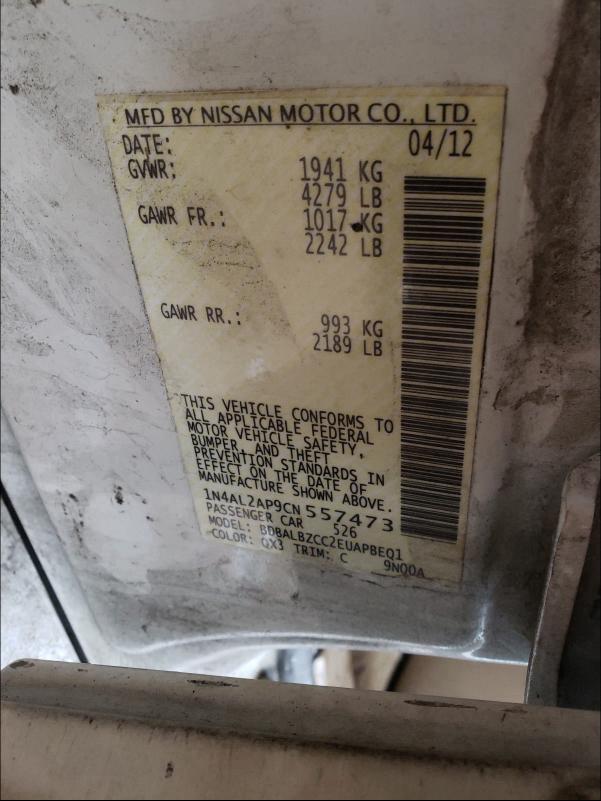 MFD BY NISSAN MOTOR CO., LTD.
DATE: 04/12
GVWR: 1941 KG
4279 LB
GAWR FR.: 1017 KG
2242 LB
GAWR RR.: 993 KG
2189 LB
THIS VEHICLE CONFORMS TO
ALL APPLICABLE FEDERAL
MOTOR VEHICLE SAFETY,
BUMPER, AND THEFT
PREVENTION STANDARDS IN
EFFECT ON THE DATE OF
MANUFACTURE SHOWN ABOVE.
1N4AL2AP9CN557473
PASSENGER CAR 526
MODEL: BDBALBZCC2EUAPBEQ1
COLOR: QX3 TRIM: C 9N00A